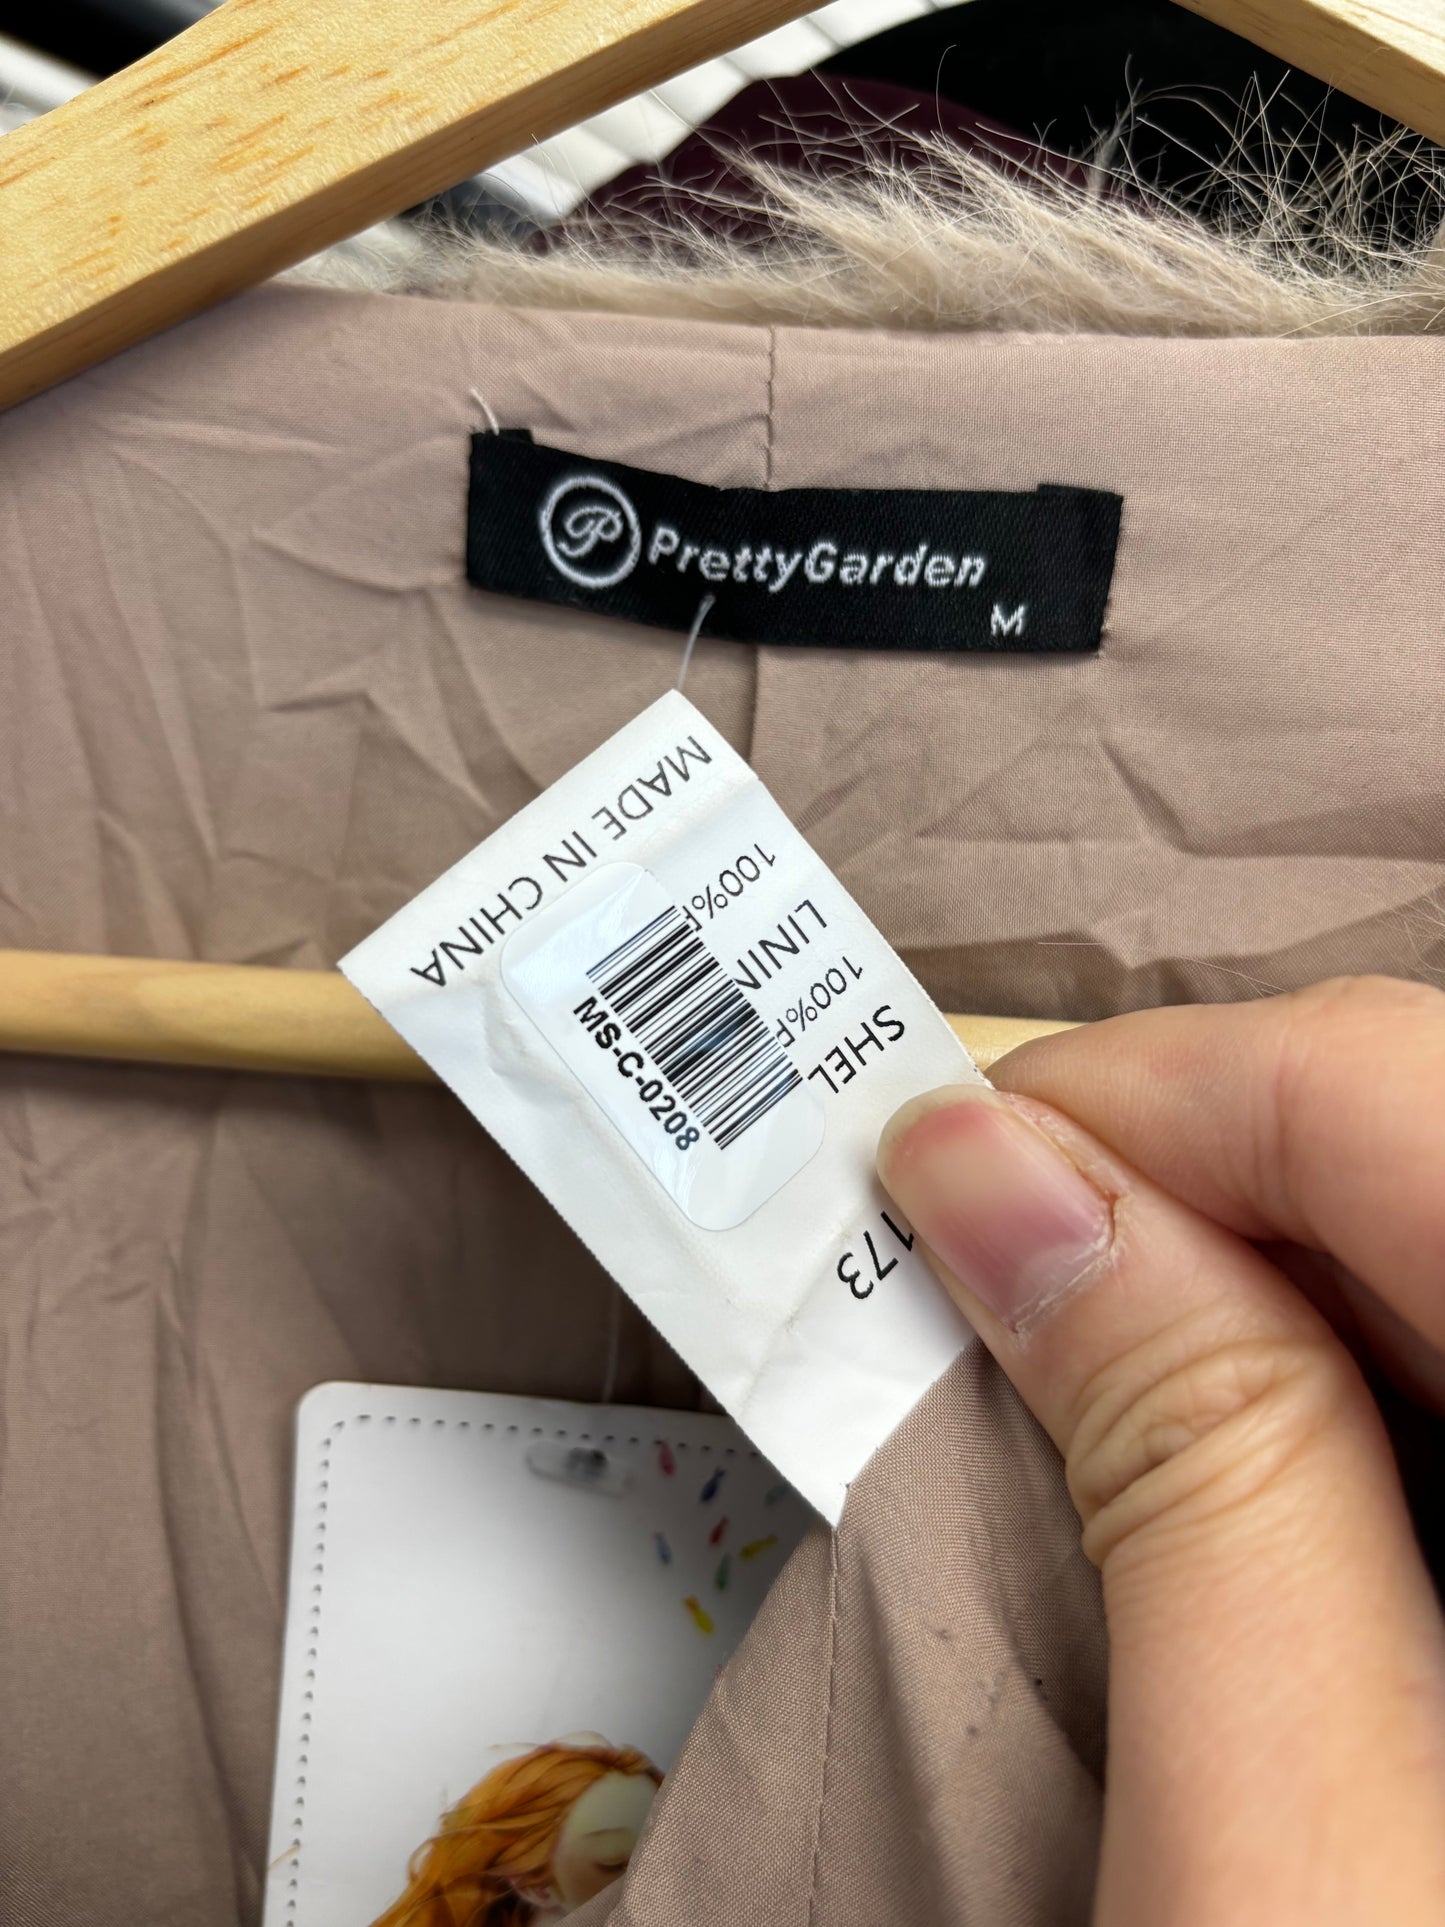 P PrettyGarden
M
MADE IN CHINA
100%P
LININ
100%P
SHEL
MS-C-0208
173